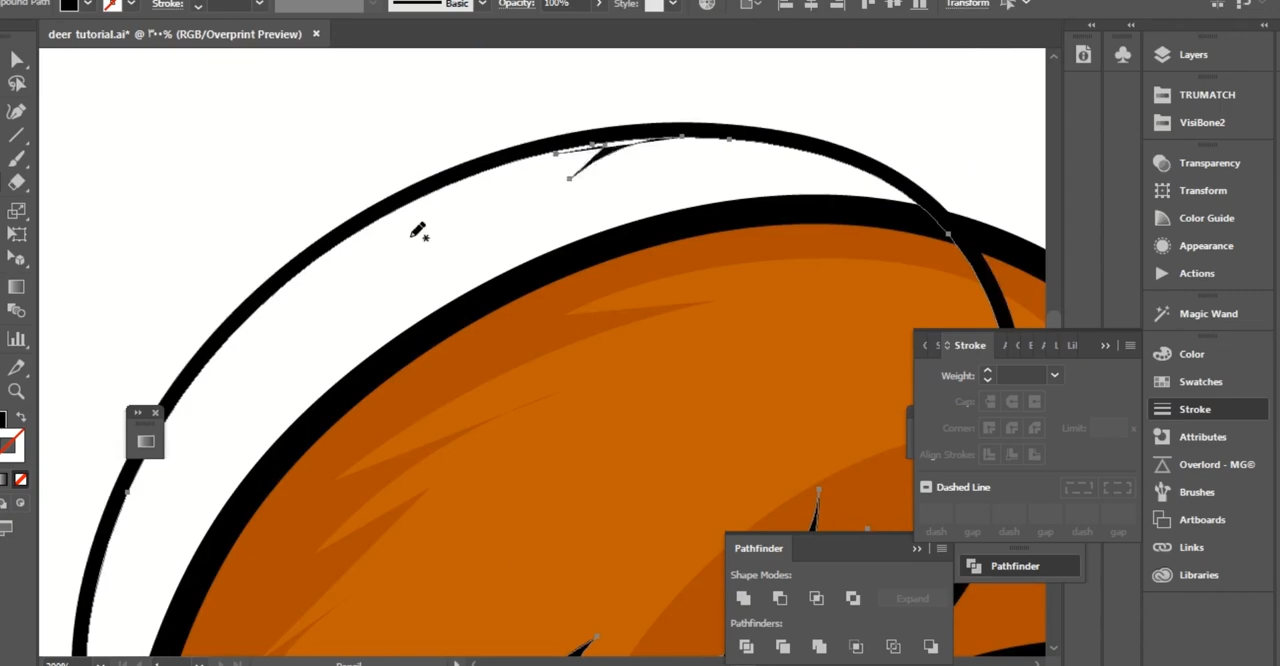 Stroke:
Basic
Opacity: 100%
Style:
Transform
deer tutorial.ai* @
% (RGB/Overprint Preview)
Layers
TRUMATCH
VisiBone2
Transparency
Transform
Color Guide
Appearance
Actions
Magic Wand
Color
Swatches
Stroke
Attributes
Overlord - MG©
Brushes
Artboards
Links
Libraries
Stroke
Weight:
Cap:
Corner:
Limit:
Align Stroke:
Dashed Line
dash gap dash gap dash gap
Pathfinder
Pathfinder
Shape Modes:
Expand
Pathfinders:
Pencil